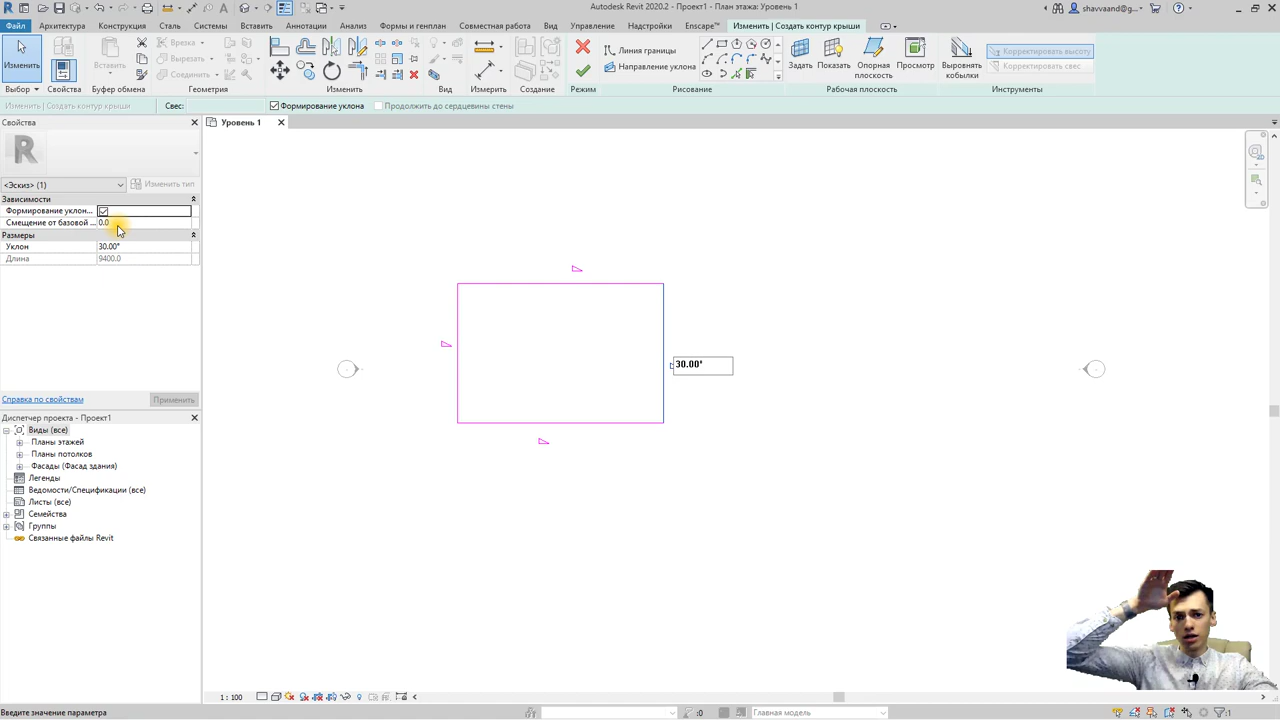 Autodesk Revit 2020.2 - План этажа: Уровень 1
shavvaand@g...
Файл Архитектура Конструкция Сталь Системы Вставить Аннотации Анализ Формы и генплан Совместная работа Вид Управление Надстройки Enscape™ Изменить | Создать контур крыши
Изменить Вставить Врезка Вырезать Соединить Линия границы Направление уклона Задать Показать Опорная плоскость Просмотр Выровнять кобылки Корректировать высоту Корректировать свес
Выбор Свойства Буфер обмена Геометрия Изменить Вид Измерить Создание Режим Рисование Рабочая плоскость Инструменты
Изменить | Создать контур крыши Свес: Формирование уклона Продолжить до сердцевины стены
Свойства
Уровень 1
R
<Эскиз> (1) Изменить тип
Зависимости
Формирование уклон...
Смещение от базовой ... 0.0
Размеры
Уклон 30.00°
Длина 9400.0
30.00°
Справка по свойствам Применить
Диспетчер проекта - Проект1
Виды (все)
Планы этажей
Планы потолков
Фасады (Фасад здания)
Легенды
Ведомости/Спецификации (все)
Листы (все)
Семейства
Группы
Связанные файлы Revit
1 : 100
Введите значение параметра :0 Главная модель :1